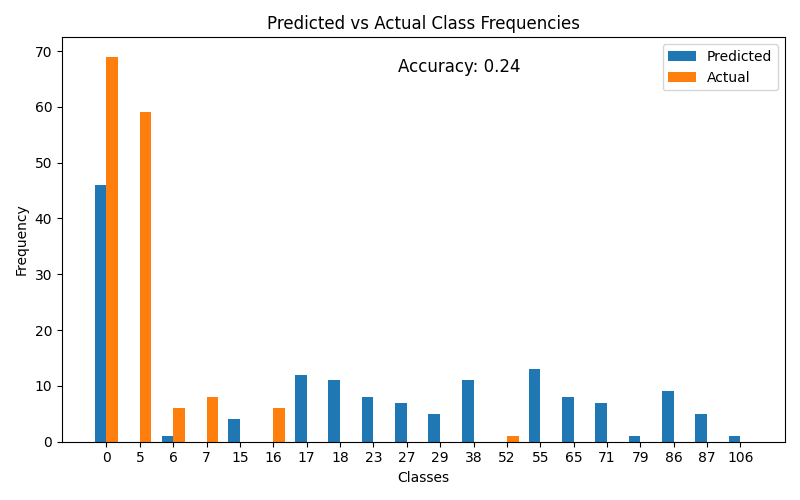 Predicted vs Actual Class Frequencies
Accuracy: 0.24
Predicted
Actual
Frequency
70
60
50
40
30
20
10
0
0 5 6 7 15 16 17 18 23 27 29 38 52 55 65 71 79 86 87 106
Classes